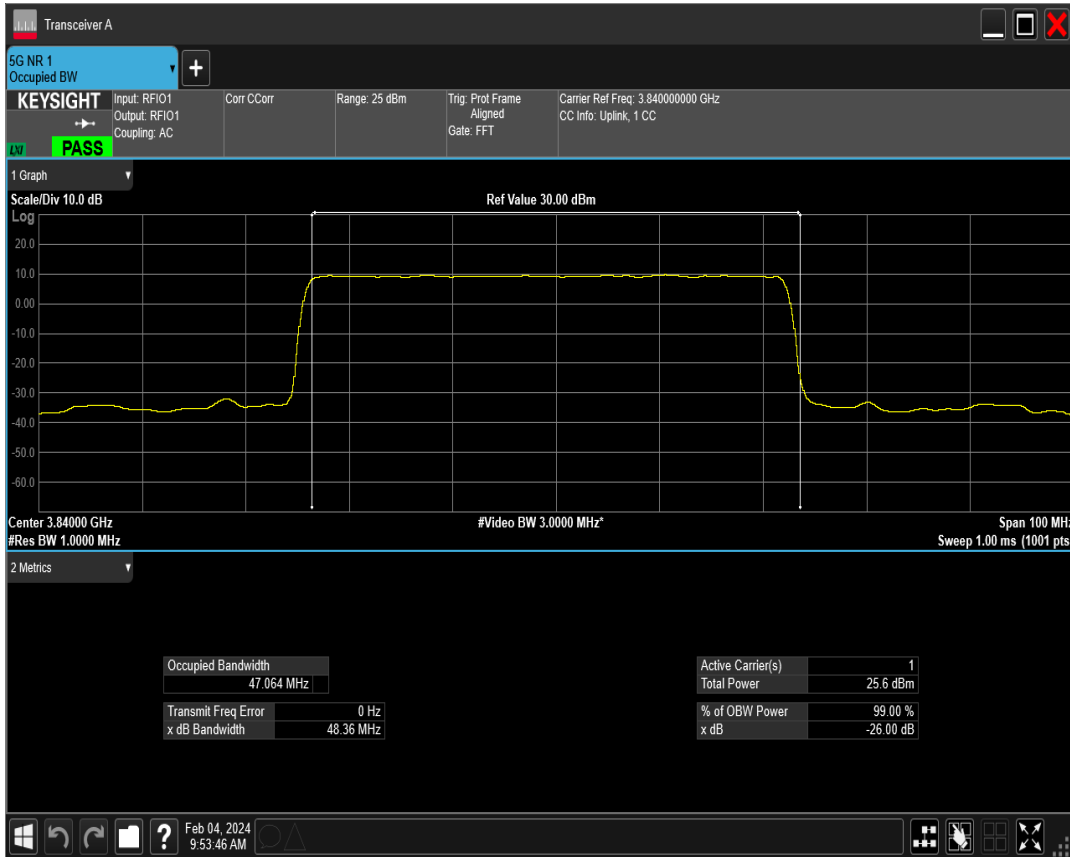 Transceiver A
5G NR 1
Occupied BW
KEYSIGHT
LXI
PASS
Input: RFIO1
Output: RFIO1
Coupling: AC
Corr CCorr
Range: 25 dBm
Trig: Prot Frame
Aligned
Gate: FFT
Carrier Ref Freq: 3.840000000 GHz
CC Info: Uplink, 1 CC
1 Graph
Scale/Div 10.0 dB
Ref Value 30.00 dBm
Log
20.0
10.0
0.00
-10.0
-20.0
-30.0
-40.0
-50.0
-60.0
Center 3.84000 GHz
#Video BW 3.0000 MHz*
Span 100 MHz
#Res BW 1.0000 MHz
Sweep 1.00 ms (1001 pts
2 Metrics
Occupied Bandwidth
47.064 MHz
Transmit Freq Error 0 Hz
x dB Bandwidth 48.36 MHz
Active Carrier(s) 1
Total Power 25.6 dBm
% of OBW Power 99.00 %
x dB -26.00 dB
?
Feb 04, 2024
9:53:46 AM